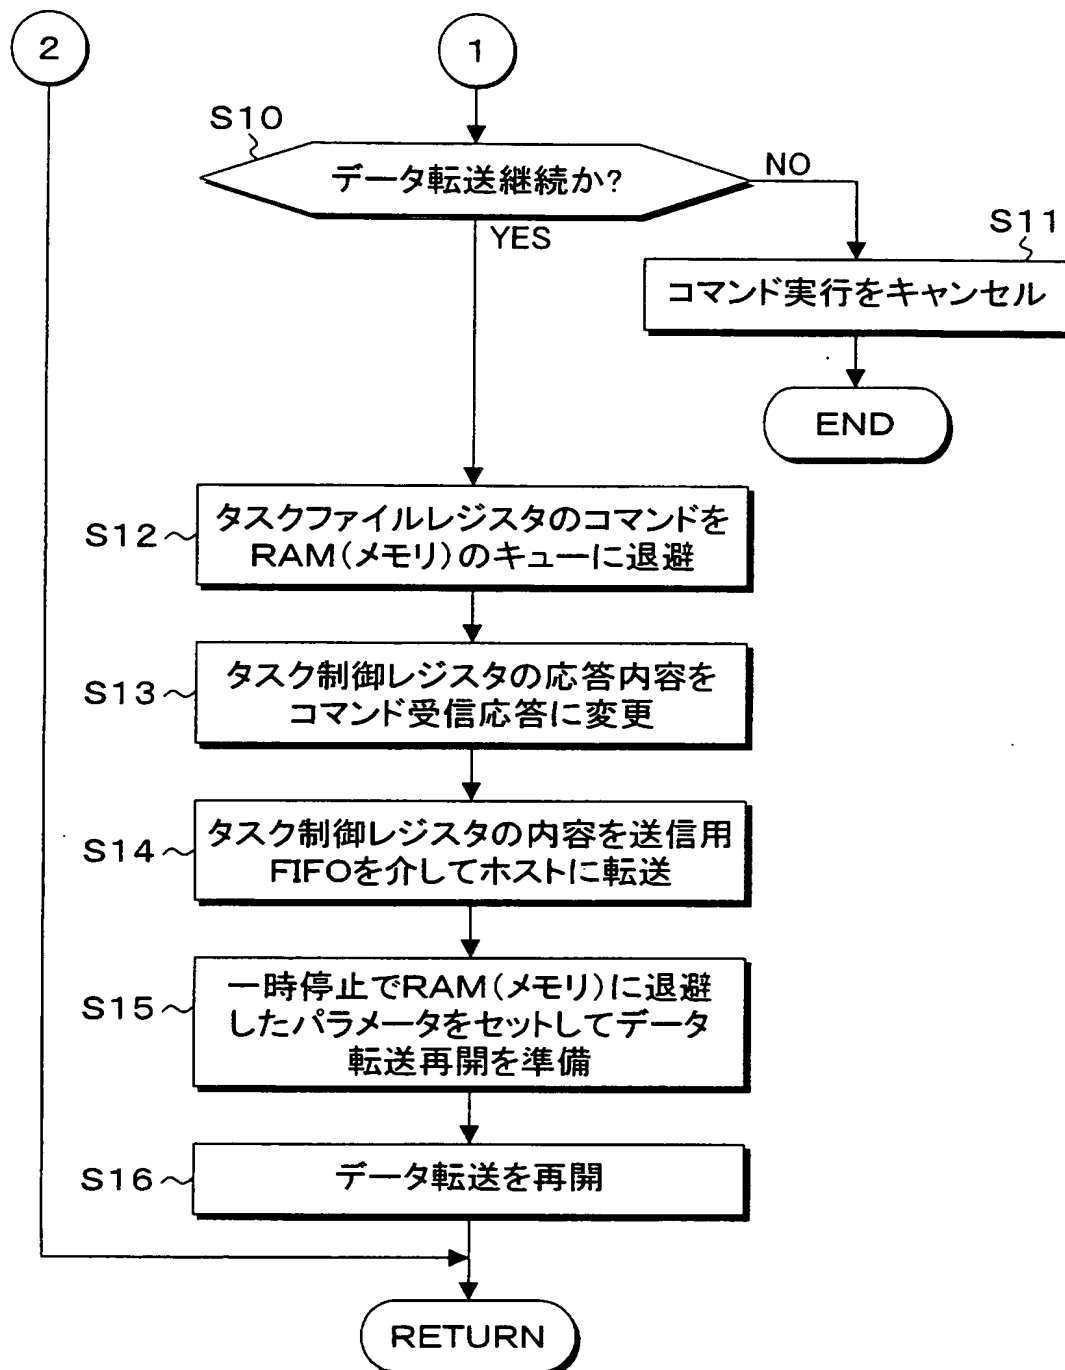 2
1
S10
データ転送継続か?
NO
YES
S11
コマンド実行をキャンセル
END
S12
タスクファイルレジスタのコマンドを
RAM(メモリ)のキューに退避
S13
タスク制御レジスタの応答内容を
コマンド受信応答に変更
S14
タスク制御レジスタの内容を送信用
FIFOを介してホストに転送
S15
一時停止でRAM(メモリ)に退避
したパラメータをセットしてデータ
転送再開を準備
S16
データ転送を再開
RETURN